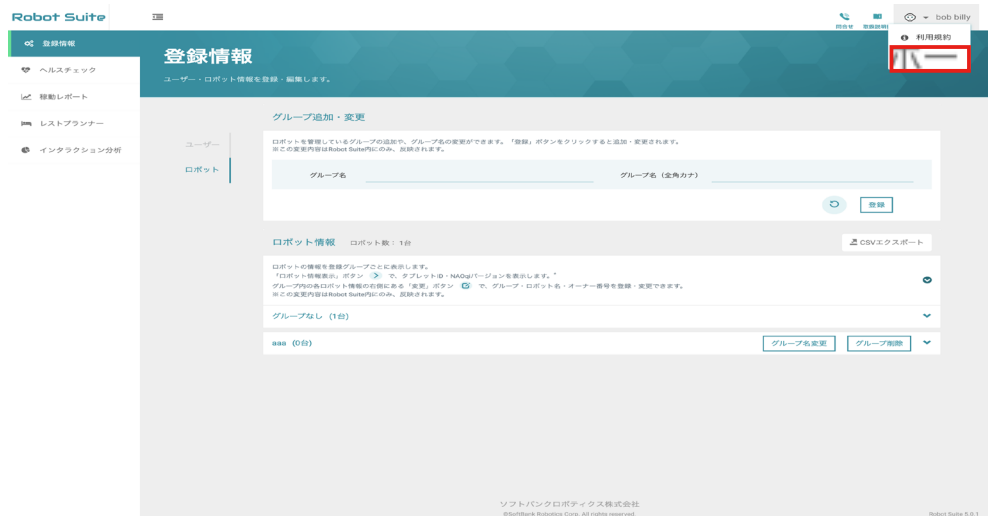 Robot Suite
問合せ
bob billy
利用規約
登録情報
ヘルスチェック
稼動レポート
レストプランナー
インタラクション分析
登録情報
ユーザー・ロボット情報を登録・編集します。
ユーザー
ロボット
グループ追加・変更
ロボットを管理しているグループの追加や、グループ名の変更ができます。「登録」ボタンをクリックすると追加・変更されます。
※この変更内容はRobot Suite内にのみ、反映されます。
グループ名
グループ名（全角カナ）
登録
ロボット情報 ロボット数：1台
CSVエクスポート
ロボットの情報を登録グループごとに表示します。
「ロボット情報表示」ボタン で、タブレットID・NAOqiバージョンを表示します。*
グループ内の各ロボット情報の右側にある「変更」ボタン で、グループ・ロボット名・オーナー番号を登録・変更できます。
※この変更内容はRobot Suite内にのみ、反映されます。
グループなし (1台)
aaa (0台)
グループ名変更
グループ削除
ソフトバンクロボティクス株式会社
©SoftBank Robotics Corp. All rights reserved.
Robot Suite 5.0.1